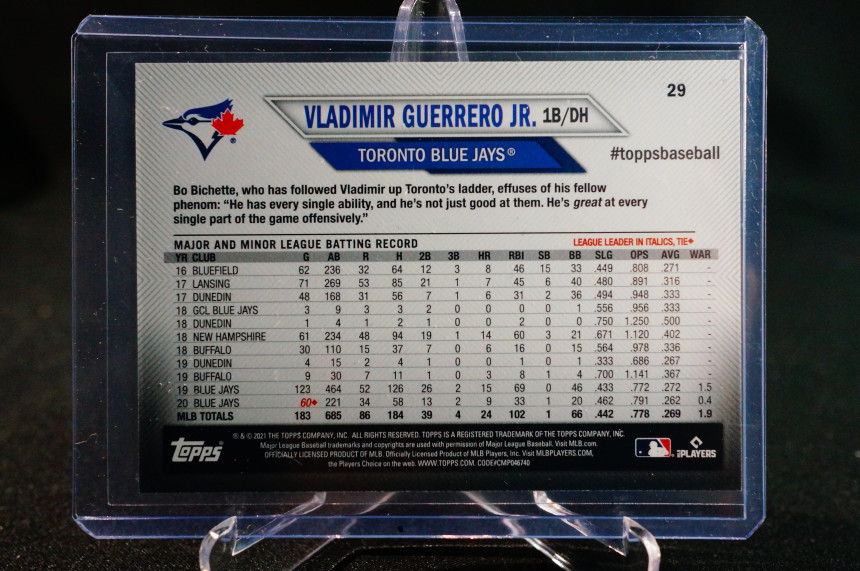 29
VLADIMIR GUERRERO JR. 1B/DH
TORONTO BLUE JAYS®
#toppsbaseball
Bo Bichette, who has followed Vladimir up Toronto's ladder, effuses of his fellow
phenom: “He has every single ability, and he's not just good at them. He's great at every
single part of the game offensively.”
MAJOR AND MINOR LEAGUE BATTING RECORD LEAGUE LEADER IN ITALICS, TIE♦
YR CLUB G AB R H 2B 3B HR RBI SB BB SLG OPS AVG WAR
16 BLUEFIELD 62 236 32 64 12 3 8 46 15 33 .449 .808 .271 -
17 LANSING 71 269 53 85 21 1 7 45 6 40 .480 .891 .316 -
17 DUNEDIN 48 168 31 56 7 1 6 31 2 36 .494 .948 .333 -
18 GCL BLUE JAYS 3 9 3 3 2 0 0 0 0 1 .556 .956 .333 -
18 DUNEDIN 1 4 1 2 1 0 0 2 0 0 .750 1.250 .500 -
18 NEW HAMPSHIRE 61 234 48 94 19 1 14 60 3 21 .671 1.120 .402 -
18 BUFFALO 30 110 15 37 7 0 6 16 0 15 .564 .978 .336 -
19 DUNEDIN 4 15 2 4 1 0 0 1 0 1 .333 .686 .267 -
19 BUFFALO 9 30 7 11 1 0 3 8 1 4 .700 1.141 .367 -
19 BLUE JAYS 123 464 52 126 26 2 15 69 0 46 .433 .772 .272 1.5
20 BLUE JAYS 60♦ 221 34 58 13 2 9 33 1 20 .462 .791 .262 0.4
MLB TOTALS 183 685 86 184 39 4 24 102 1 66 .442 .778 .269 1.9
topps®
® & © 2021 THE TOPPS COMPANY, INC. ALL RIGHTS RESERVED. TOPPS IS A REGISTERED TRADEMARK OF THE TOPPS COMPANY, INC.
Major League Baseball trademarks and copyrights are used with permission of Major League Baseball. Visit MLB.com.
OFFICIALLY LICENSED PRODUCT OF MLB. Officially Licensed Product of MLB Players, Inc. Visit MLBPLAYERS.COM,
the Players Choice on the web. WWW.TOPPS.COM. CODE#CMP046740
PLAYERS